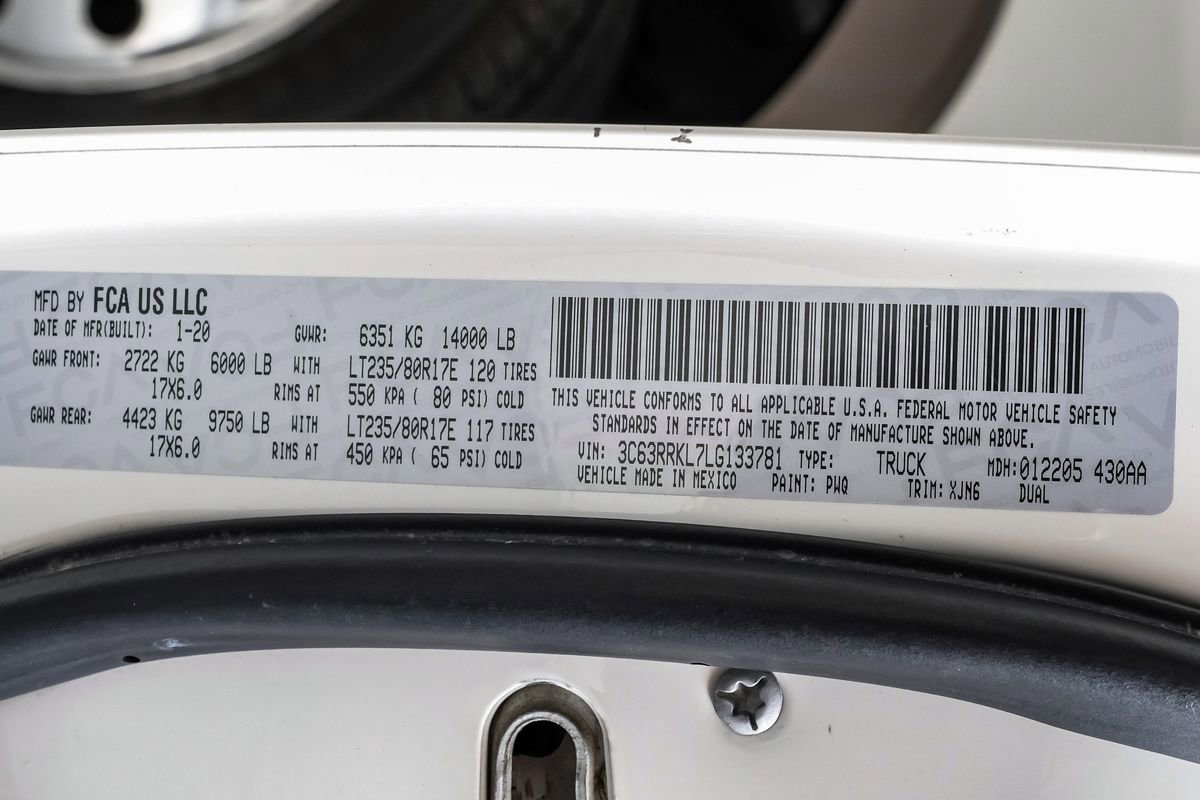 MFD BY FCA US LLC
DATE OF MFR(BUILT): 1-20 GVWR: 6351 KG 14000 LB
GAWR FRONT: 2722 KG 6000 LB WITH LT235/80R17E 120 TIRES
17X6.0 RIMS AT 550 KPA ( 80 PSI) COLD
GAWR REAR: 4423 KG 9750 LB WITH LT235/80R17E 117 TIRES
17X6.0 RIMS AT 450 KPA ( 65 PSI) COLD
THIS VEHICLE CONFORMS TO ALL APPLICABLE U.S.A. FEDERAL MOTOR VEHICLE SAFETY
STANDARDS IN EFFECT ON THE DATE OF MANUFACTURE SHOWN ABOVE.
VIN: 3C63RRKL7LG133781 TYPE: TRUCK MDH:012205 430AA
VEHICLE MADE IN MEXICO PAINT: PWQ TRIM: XJN6 DUAL